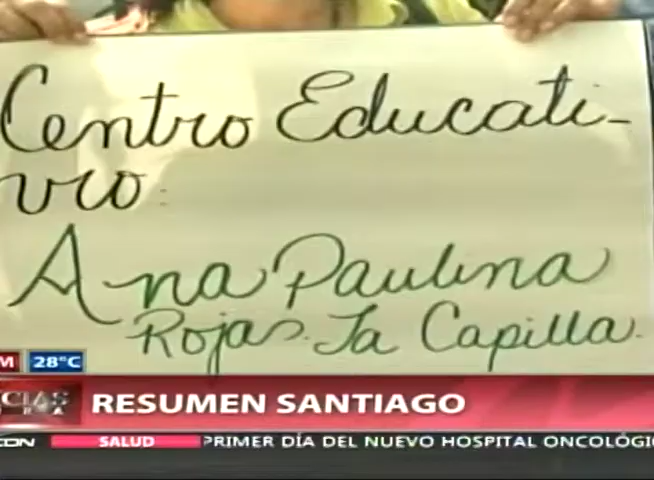 Centro Educati-
vo:
Ana Paulina
Rojas. La Capilla.
M 28°C
RESUMEN SANTIAGO
SALUD PRIMER DÍA DEL NUEVO HOSPITAL ONCOLÓGI